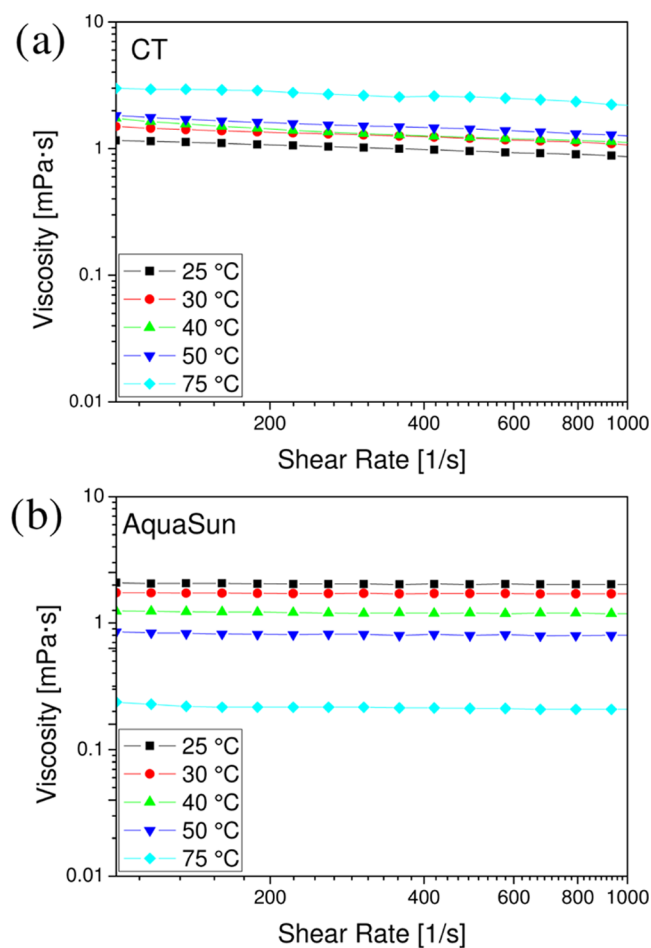 (a)
CT
10
1
0.1
0.01
Viscosity [mPa·s]
25 °C
30 °C
40 °C
50 °C
75 °C
200
400
600
800
1000
Shear Rate [1/s]
(b)
AquaSun
10
1
0.1
0.01
Viscosity [mPa·s]
25 °C
30 °C
40 °C
50 °C
75 °C
200
400
600
800
1000
Shear Rate [1/s]